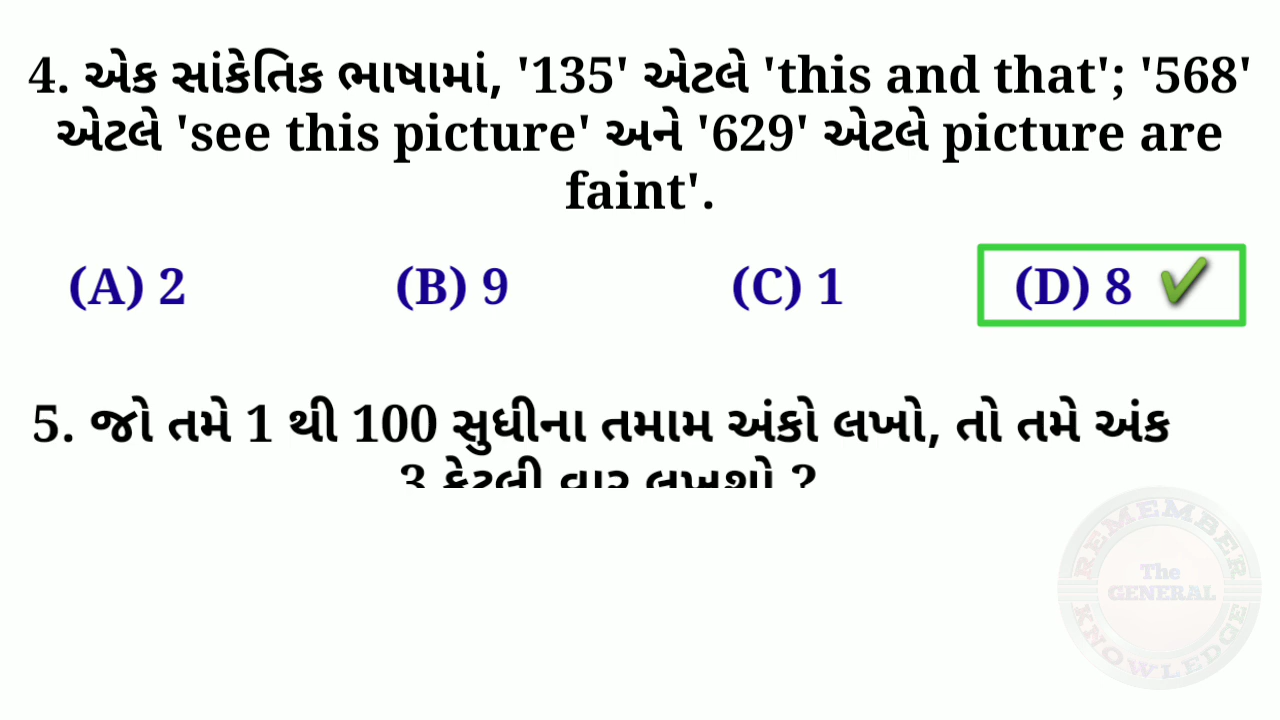 4. એક સાંકેતિક ભાષામાં, '135' એટલે 'this and that'; '568'
એટલે 'see this picture' અને '629' એટલે picture are
faint'.
(A) 2 (B) 9 (C) 1 (D) 8 ✔
5. જો તમે 1 થી 100 સુધીના તમામ અંકો લખો, તો તમે અંક
3 કેટલી વાર લખશો ?
REMEMBER
The
GENERAL
KNOWLEDGE